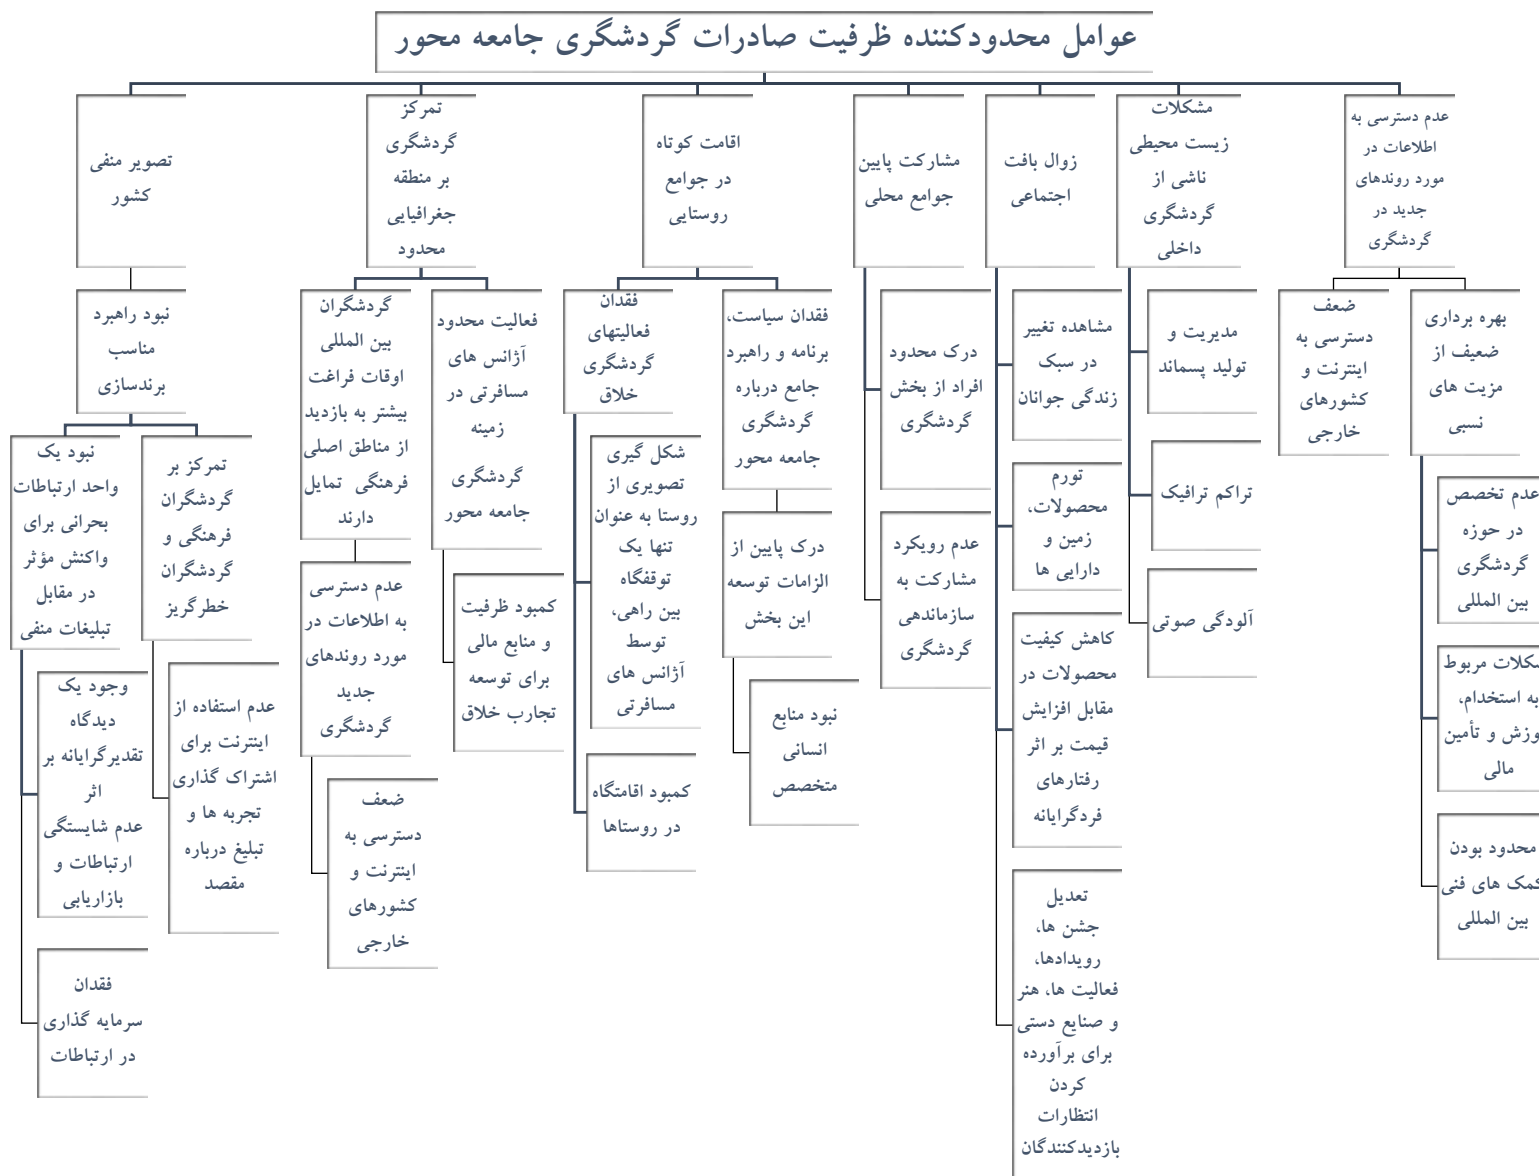 عوامل محدودکننده ظرفیت صادرات گردشگری جامعه محور
عدم دسترسی به
اطلاعات در
مورد روندهای
جدید در
گردشگری
ضعف
دسترسی به
اینترنت و
کشورهای
خارجی
بهره برداری
ضعیف از
مزیت های
نسبی
عدم تخصص
در حوزه
گردشگری
بین المللی
مربوط
به استخدام،
و تأمین
مالی
محدود بودن
های فنی
بین المللی
مشکلات
زیست محیطی
ناشی از
گردشگری
داخلی
مدیریت و
تولید پسماند
تراکم ترافیک
آلودگی صوتی
زوال بافت
اجتماعی
مشاهده تغییر
در سبک
زندگی جوانان
تورم
محصولات،
زمین و
دارایی ها
کاهش کیفیت
محصولات در
مقابل افزایش
قیمت بر اثر
رفتارهای
فردگرایانه
تعدیل
جشن ها،
رویدادها،
فعالیت ها، هنر
و صنایع دستی
برای برآورده
کردن
انتظارات
بازدیدکنندگان
مشارکت پایین
جوامع محلی
درک محدود
افراد از بخش
گردشگری
عدم رویکرد
مشارکت به
سازماندهی
گردشگری
اقامت کوتاه
در جوامع
روستایی
فقدان سیاست،
برنامه و راهبرد
جامع درباره
گردشگری
جامعه محور
درک پایین از
الزامات توسعه
این بخش
نبود منابع
انسانی
متخصص
فقدان
فعالیتهای
گردشگری
خلاق
شکل گیری
تصویری از
روستا به عنوان
تنها یک
توقفگاه
بین راهی،
توسط
آژانس های
مسافرتی
کمبود اقامتگاه
در روستاها
تمرکز
گردشگری
بر منطقه
جغرافیایی
محدود
فعالیت محدود
آژانس های
مسافرتی در
زمینه
گردشگری
جامعه محور
کمبود ظرفیت
و منابع مالی
برای توسعه
تجارب خلاق
گردشگران
بین المللی
اوقات فراغت
بیشتر به بازدید
از مناطق اصلی
فرهنگی تمایل
دارند
عدم دسترسی
به اطلاعات در
مورد روندهای
جدید
گردشگری
ضعف
دسترسی به
اینترنت و
کشورهای
خارجی
تصویر منفی
کشور
نبود راهبرد
مناسب
برندسازی
تمرکز بر
گردشگران
فرهنگی و
گردشگران
خطرگریز
عدم استفاده از
اینترنت برای
اشتراک گذاری
تجربه ها و
تبلیغ درباره
مقصد
نبود یک
واحد ارتباطات
بحرانی برای
واکنش مؤثر
در مقابل
تبلیغات منفی
وجود یک
دیدگاه
تقدیرگرایانه بر
اثر
عدم شایستگی
ارتباطات و
بازاریابی
فقدان
سرمایه گذاری
در ارتباطات